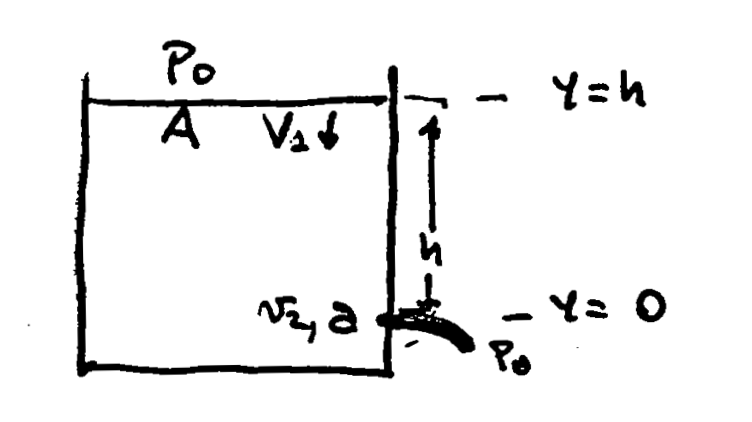 P₀
Y = h
A V₁ ↓
h
v₂, a
Y = 0
P₀